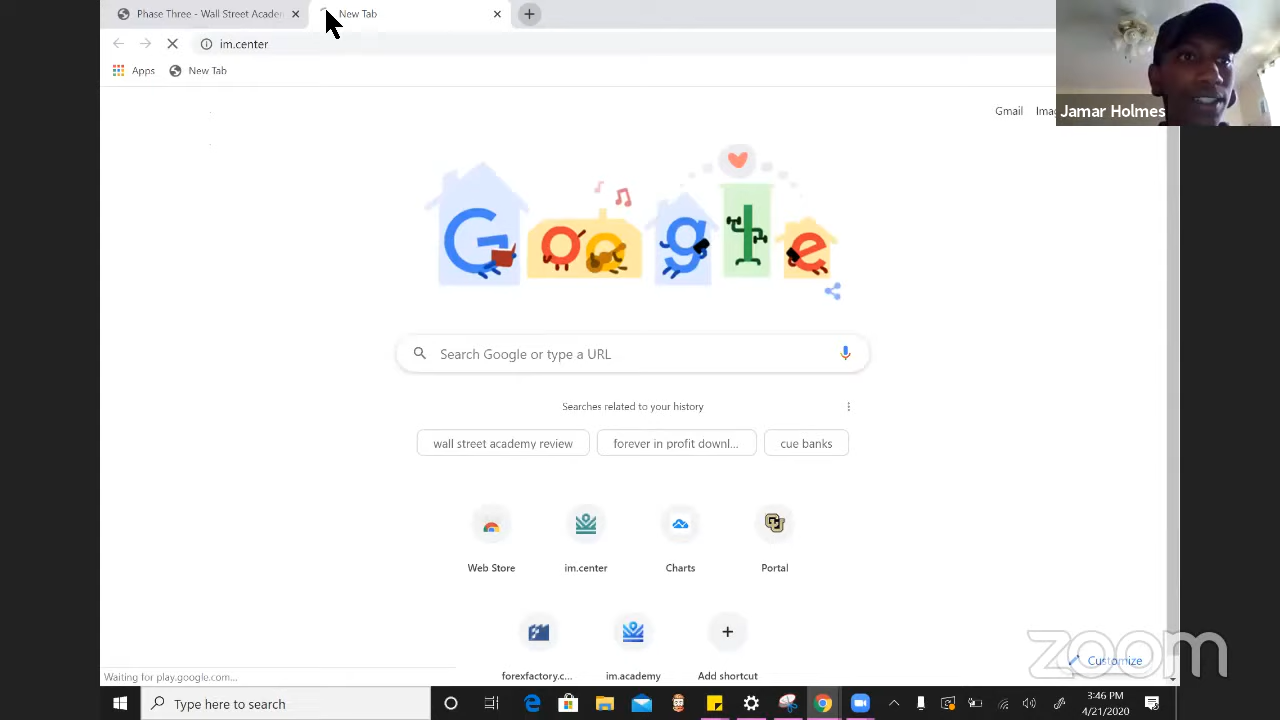 Phase Three - Wall Street Acaden
New Tab
im.center
Apps
New Tab
Jamar Holmes
Gmail
Google
Search Google or type a URL
Searches related to your history
wall street academy review
forever in profit downl...
cue banks
Web Store
im.center
Charts
Portal
forexfactory.c...
im.academy
Add shortcut
zoom
Customize
Waiting for play.google.com...
Type here to search
3:46 PM
4/21/2020